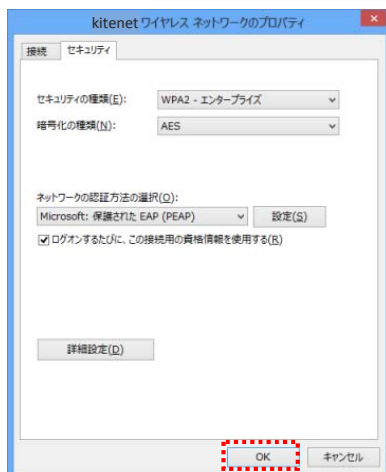 kitenet ワイヤレス ネットワークのプロパティ
接続 セキュリティ
セキュリティの種類(E): WPA2 - エンタープライズ
暗号化の種類(N): AES
ネットワークの認証方法の選択(O):
Microsoft: 保護された EAP (PEAP) 設定(S)
ログオンするたびに、この接続用の資格情報を使用する(R)
詳細設定(D)
OK キャンセル